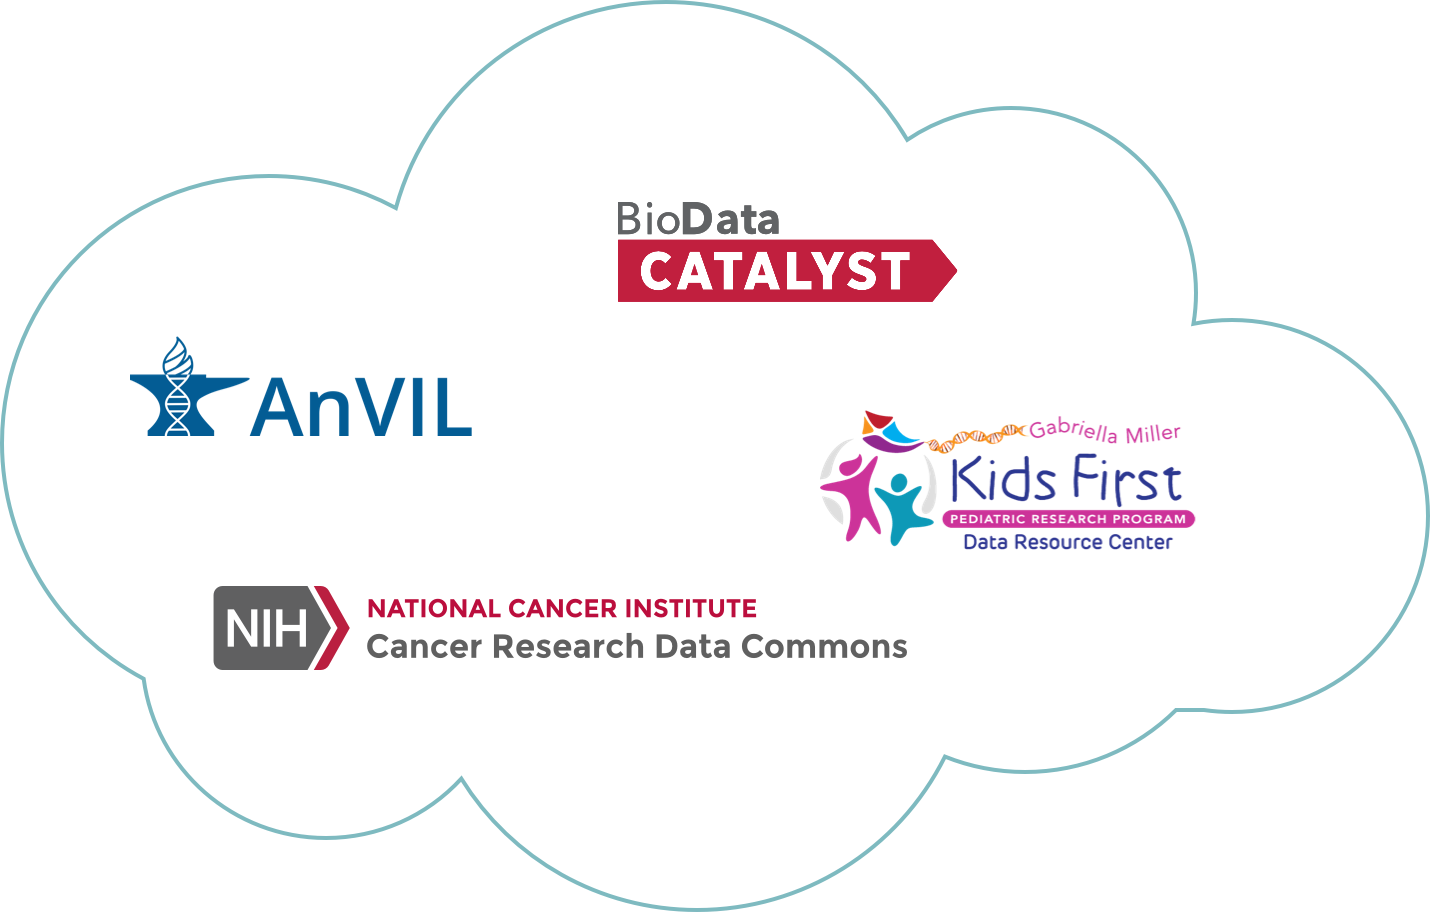 BioData
CATALYST
AnVIL
Gabriella Miller
Kids First
PEDIATRIC RESEARCH PROGRAM
Data Resource Center
NIH
NATIONAL CANCER INSTITUTE
Cancer Research Data Commons